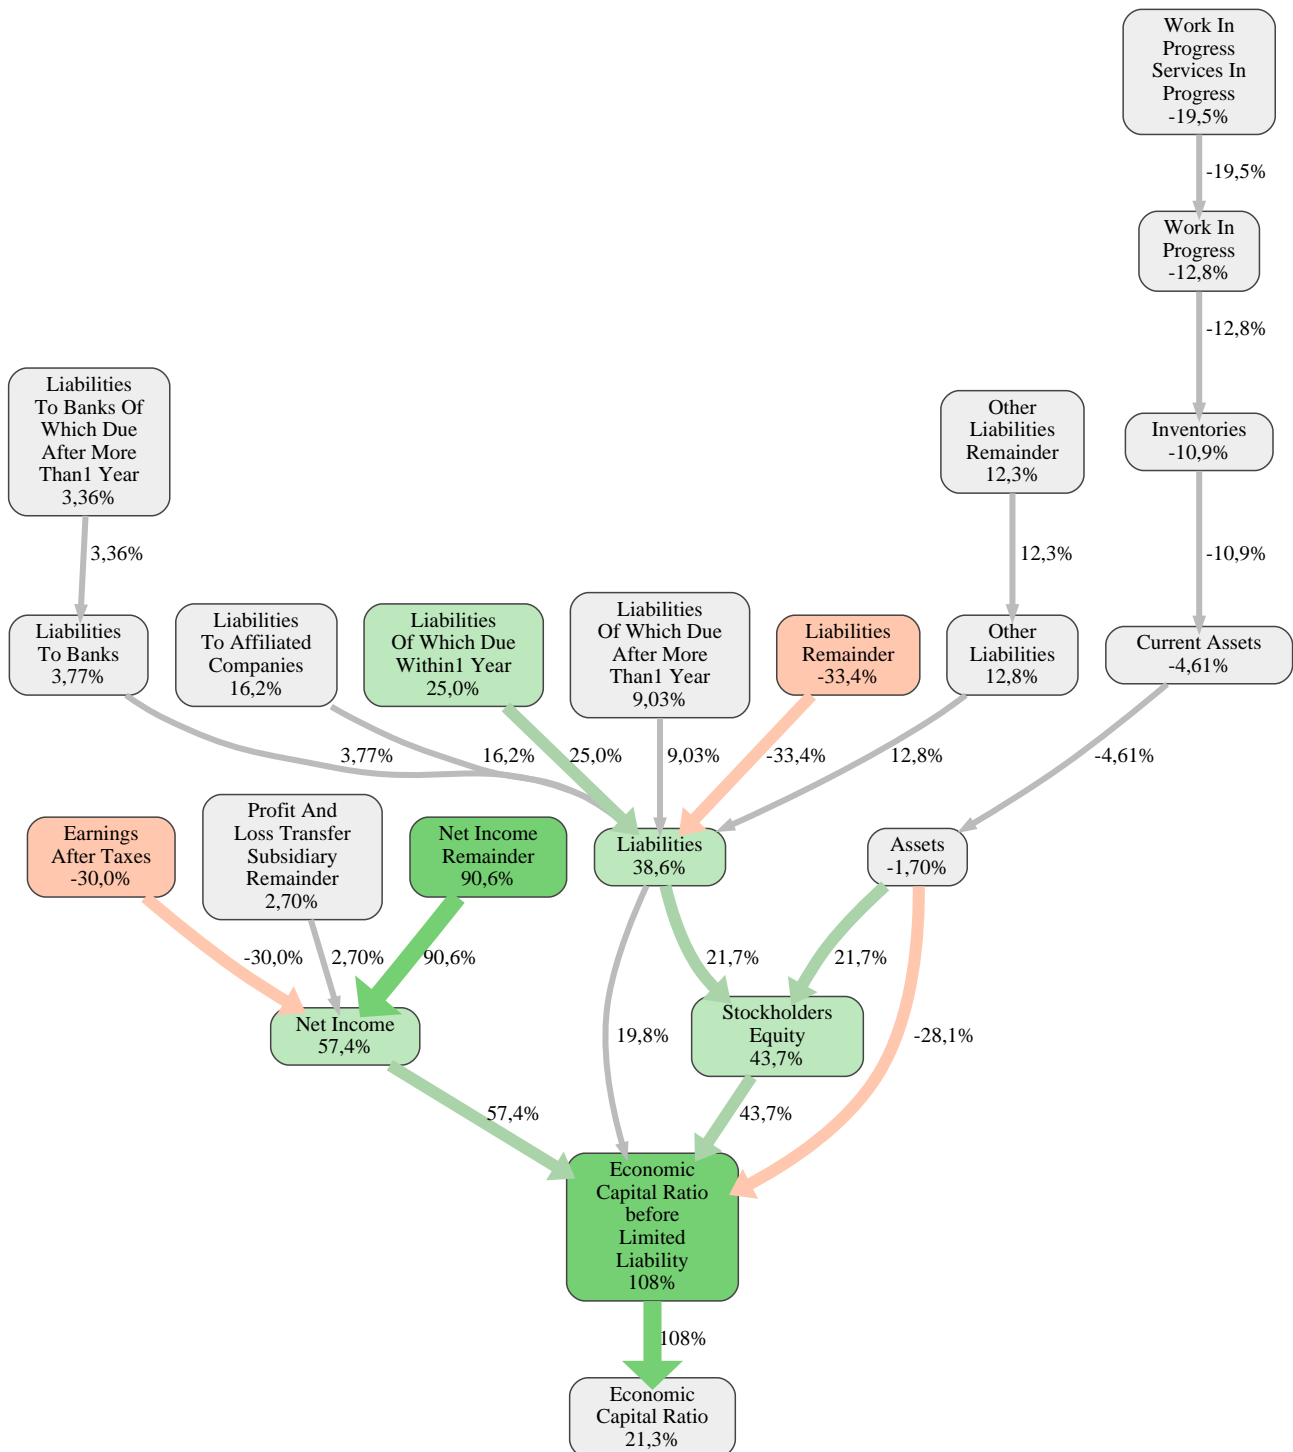 Work In
Progress
Services In
Progress
-19,5%
-19,5%
Work In
Progress
-12,8%
-12,8%
Liabilities
To Banks Of
Which Due
After More
Than1 Year
3,36%
Other
Liabilities
Remainder
12,3%
Inventories
-10,9%
3,36%
12,3%
-10,9%
Liabilities
To Banks
3,77%
Liabilities
To Affiliated
Companies
16,2%
Liabilities
Of Which Due
Within1 Year
25,0%
Liabilities
Of Which Due
After More
Than1 Year
9,03%
Liabilities
Remainder
-33,4%
Other
Liabilities
12,8%
Current Assets
-4,61%
3,77%
16,2%
25,0%
9,03%
-33,4%
12,8%
-4,61%
Earnings
After Taxes
-30,0%
Profit And
Loss Transfer
Subsidiary
Remainder
2,70%
Net Income
Remainder
90,6%
Liabilities
38,6%
Assets
-1,70%
-30,0%
2,70%
90,6%
21,7%
21,7%
Net Income
57,4%
19,8%
Stockholders
Equity
43,7%
-28,1%
57,4%
43,7%
Economic
Capital Ratio
before
Limited
Liability
108%
108%
Economic
Capital Ratio
21,3%